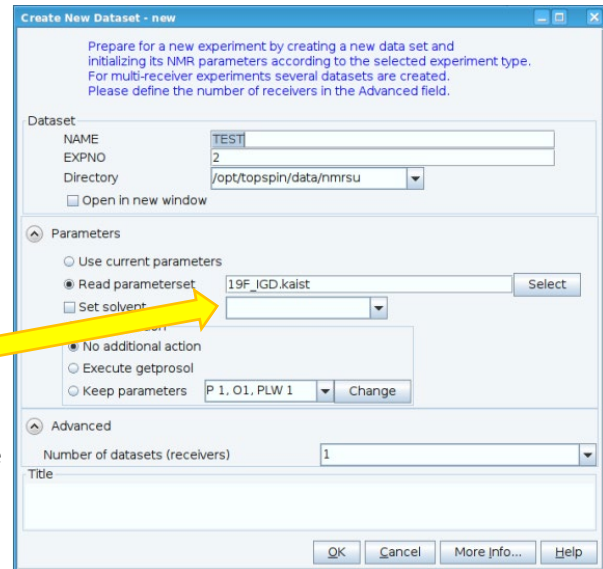 Create New Dataset - new
Prepare for a new experiment by creating a new data set and
initializing its NMR parameters according to the selected experiment type.
For multi-receiver experiments several datasets are created.
Please define the number of receivers in the Advanced field.
Dataset
NAME TEST
EXPNO 2
Directory /opt/topspin/data/nmrsu
Open in new window
Parameters
Use current parameters
Read parameterset 19F_IGD.kaist Select
Set solvent
No additional action
Execute getprosol
Keep parameters P 1, O1, PLW 1 Change
Advanced
Number of datasets (receivers) 1
Title
OK Cancel More Info... Help